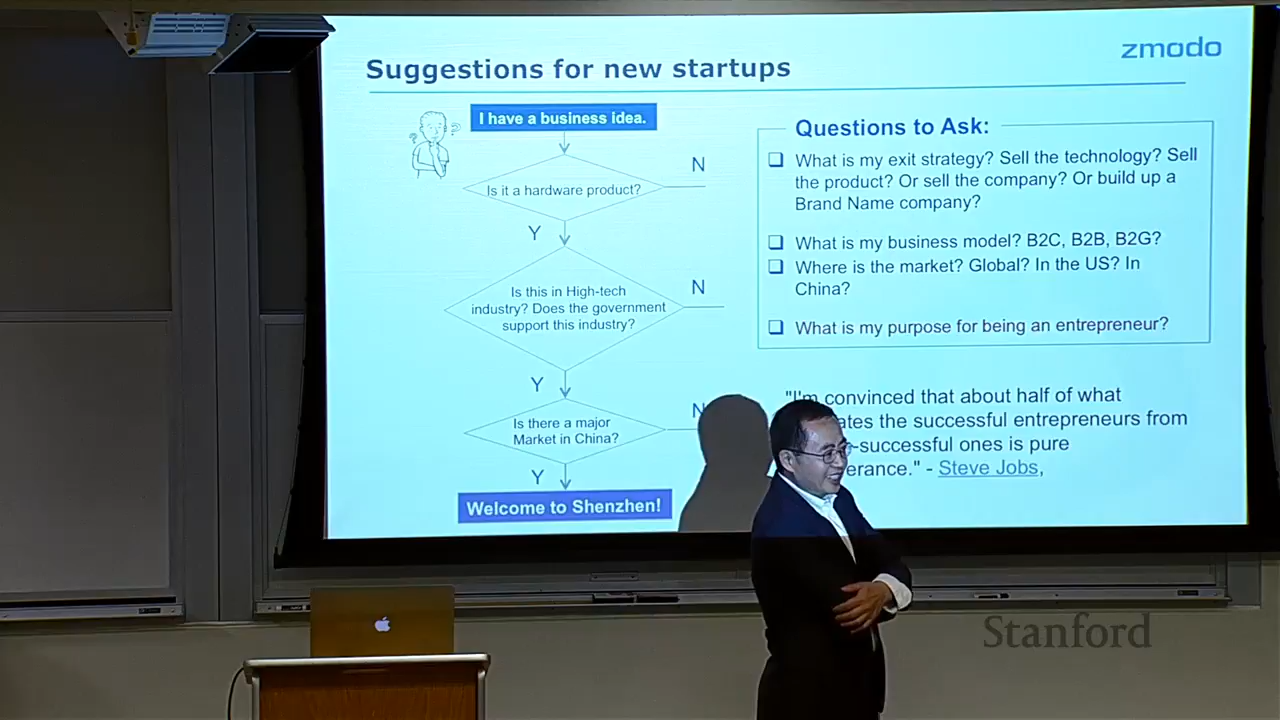 Suggestions for new startups
zmodo
I have a business idea.
Is it a hardware product?
N
Y
Is this in High-tech
industry? Does the government
support this industry?
N
Y
Is there a major
Market in China?
N
Y
Welcome to Shenzhen!
Questions to Ask:
What is my exit strategy? Sell the technology? Sell
the product? Or sell the company? Or build up a
Brand Name company?
What is my business model? B2C, B2B, B2G?
Where is the market? Global? In the US? In
China?
What is my purpose for being an entrepreneur?
"I'm convinced that about half of what
the successful entrepreneurs from
-successful ones is pure
- Steve Jobs,
Stanford